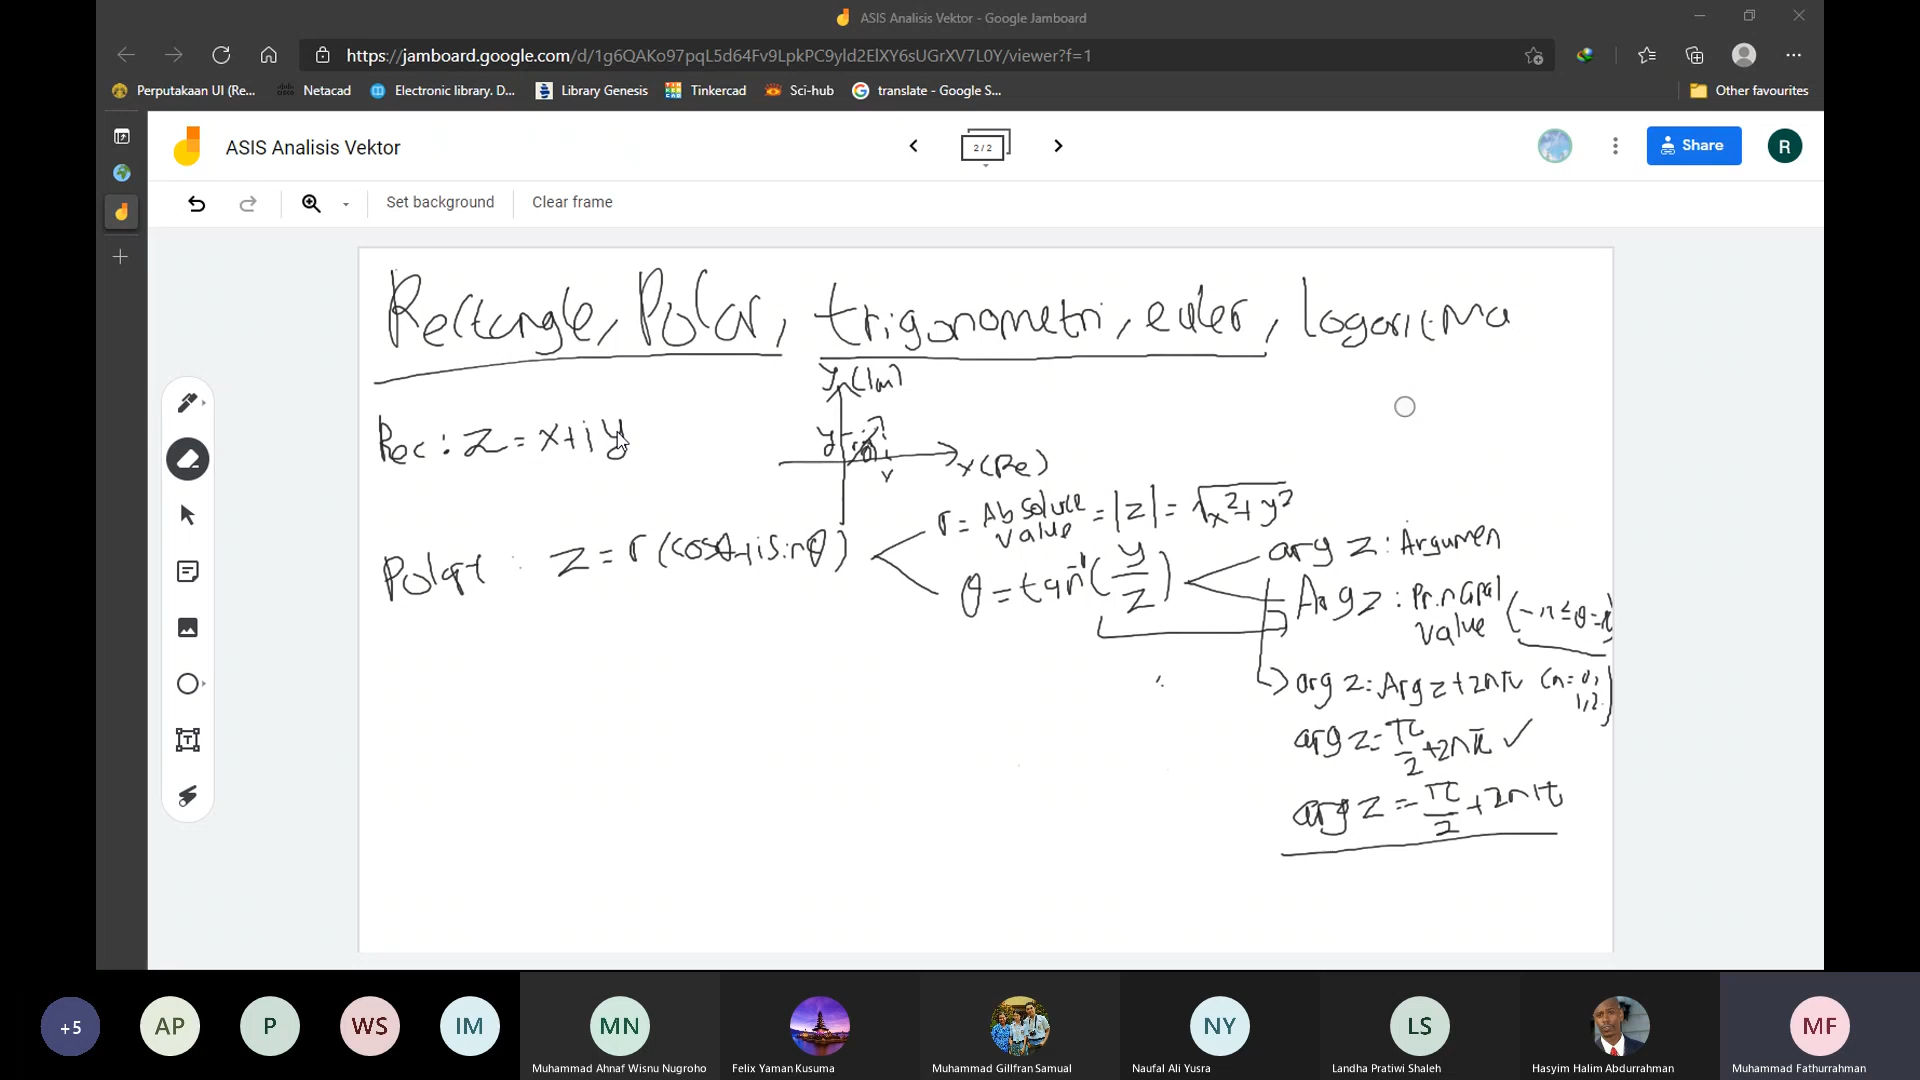 ASIS Analisis Vektor - Google Jamboard
https://jamboard.google.com/d/1g6QAKo97pqL5d64Fv9LpkPC9yld2ElXY6sUGrXV7L0Y/viewer?f=1
Perputakaan UI (Re... Netacad Electronic library. D... Library Genesis Tinkercad Sci-hub translate - Google S... Other favourites
ASIS Analisis Vektor
2 / 2
Share
R
Set background
Clear frame
Rectangle, Polar, trigonometri, euler, Logaritma
y (Im)
Rec : z = x+iy
y
x (Re)
x
r = Absolute value = |z| = √x²+y²
Polar : z = r (cosθ+isinθ)
θ = tan⁻¹(y/z)
arg z : Argumen
Arg z : Principal value (-π ≤ θ = π)
arg z = Arg z + 2nπ (n = 0, 1, 2.)
arg z = π/2 + 2nπ ✓
arg z = -π/2 + 2nπ
+5
AP
P
WS
IM
MN
NY
LS
MF
Muhammad Ahnaf Wisnu Nugroho
Felix Yaman Kusuma
Muhammad Gillfran Samual
Naufal Ali Yusra
Landha Pratiwi Shaleh
Hasyim Halim Abdurrahman
Muhammad Fathurrahman